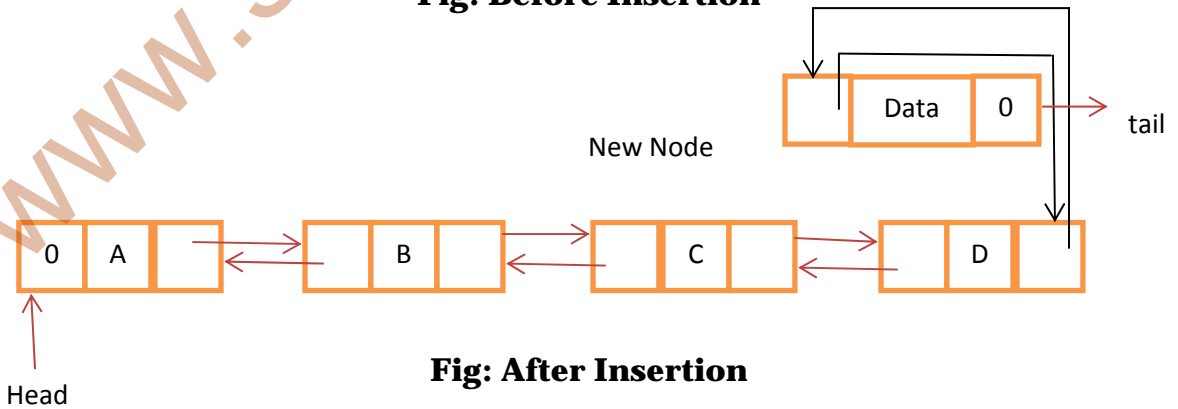 Fig: Before Insertion
Data 0
tail
New Node
0 A B C D
Fig: After Insertion
Head